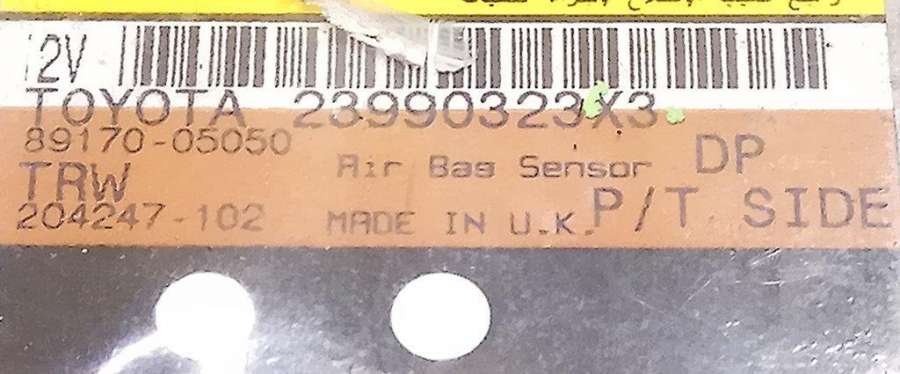 12V
TOYOTA 23990323X3
89170-05050
Air Bag Sensor DP
TRW
204247-102 MADE IN U.K. P/T SIDE